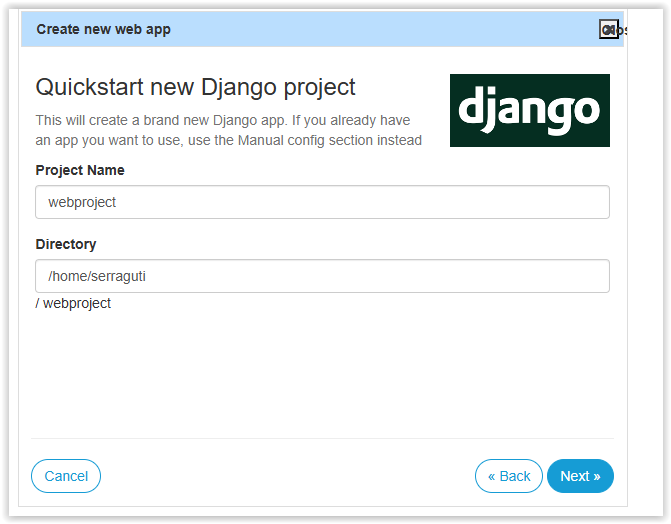 Create new web app
Quickstart new Django project
django
This will create a brand new Django app. If you already have
an app you want to use, use the Manual config section instead
Project Name
webproject
Directory
/home/serraguti
/ webproject
Cancel
« Back
Next »